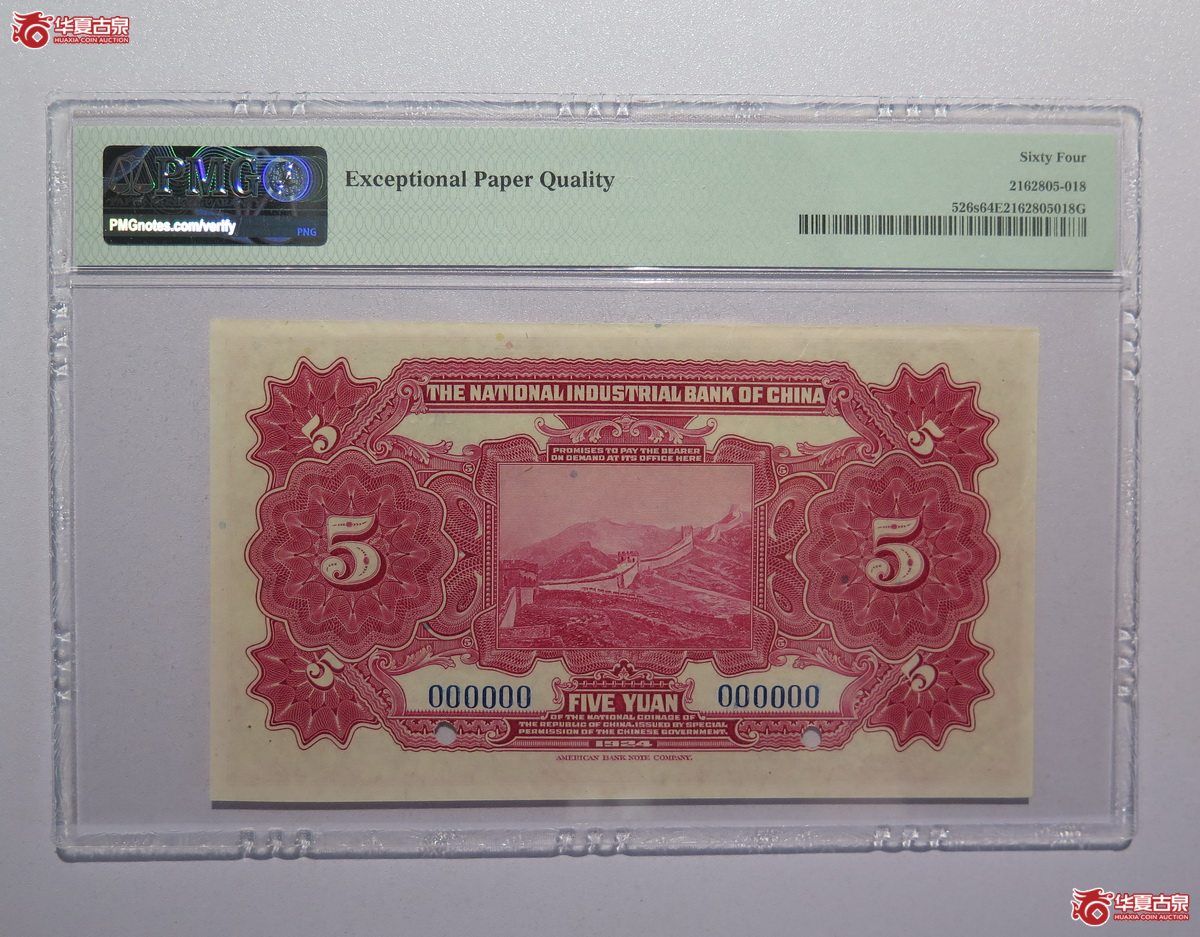 华夏古泉
HUAXIA COIN AUCTION
PMG
PMGnotes.com/verify
PNG
Exceptional Paper Quality
Sixty Four
2162805-018
526s64E2162805018G
THE NATIONAL INDUSTRIAL BANK OF CHINA
PROMISES TO PAY THE BEARER
ON DEMAND AT ITS OFFICE HERE
5 5
5 5
5 5
000000 FIVE YUAN 000000
OF THE NATIONAL COINAGE OF
THE REPUBLIC OF CHINA. ISSUED BY SPECIAL
PERMISSION OF THE CHINESE GOVERNMENT.
1924
AMERICAN BANK NOTE COMPANY.
华夏古泉
HUAXIA COIN AUCTION